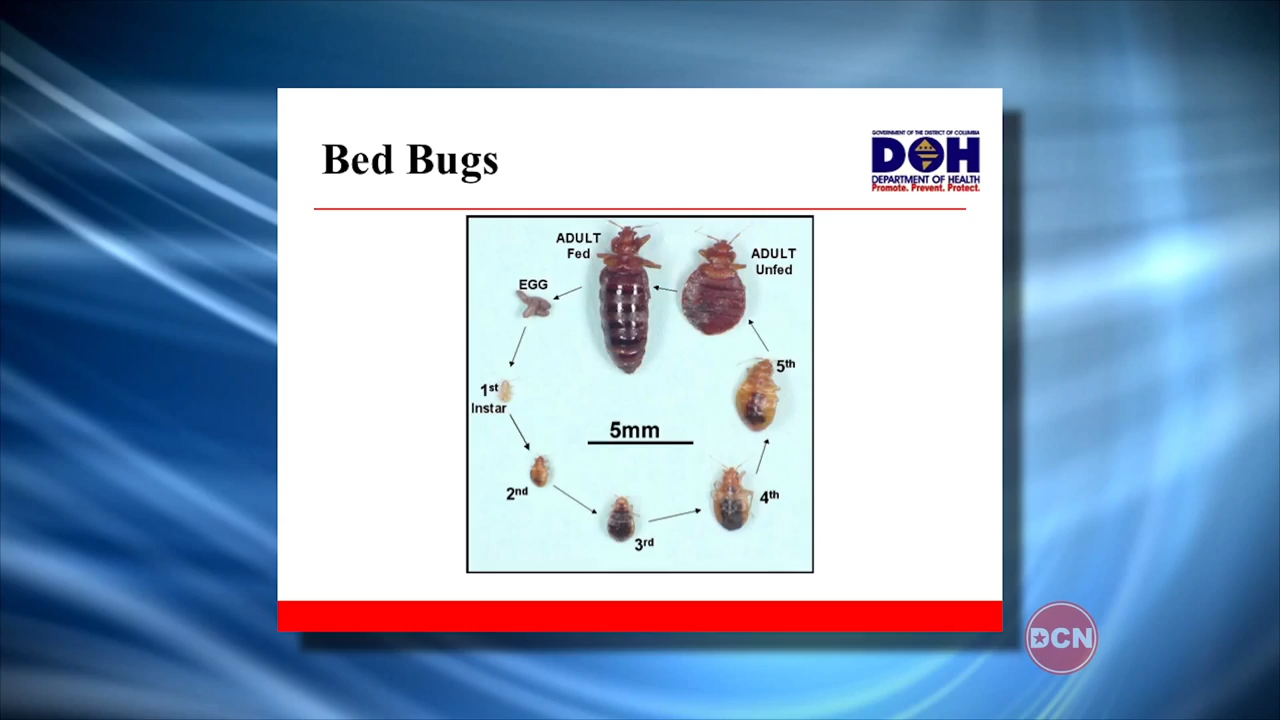 Bed Bugs
GOVERNMENT OF THE DISTRICT OF COLUMBIA
DOH
DEPARTMENT OF HEALTH
Promote. Prevent. Protect.
ADULT
Fed
ADULT
Unfed
EGG
5th
1st
Instar
5mm
2nd
4th
3rd
DCN